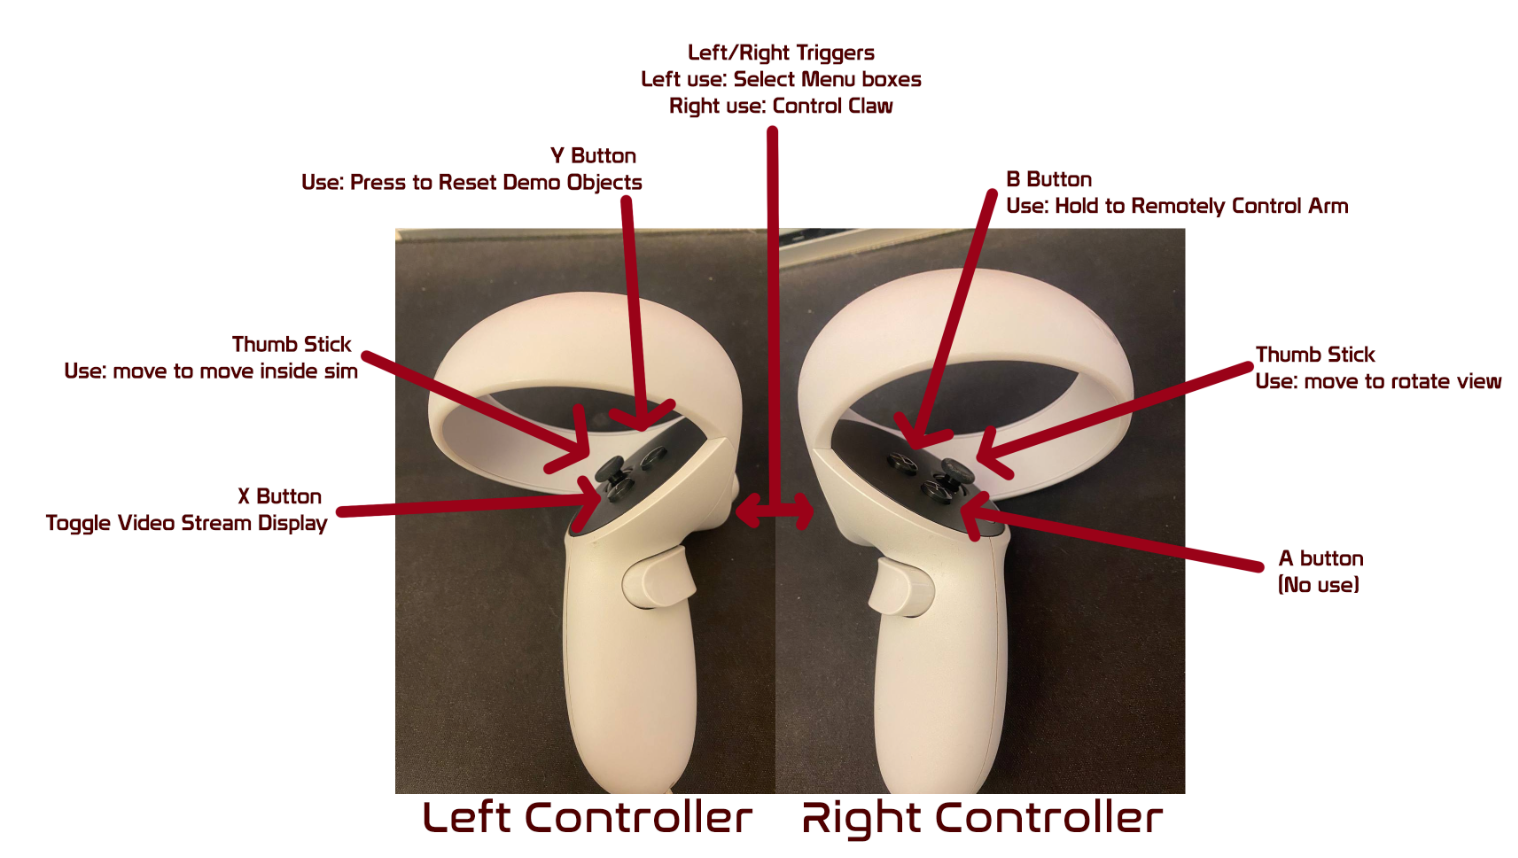 Left/Right Triggers
Left use: Select Menu boxes
Right use: Control Claw
Y Button
Use: Press to Reset Demo Objects
B Button
Use: Hold to Remotely Control Arm
Thumb Stick
Use: move to move inside sim
Thumb Stick
Use: move to rotate view
X Button
Toggle Video Stream Display
A button
(No use)
Left Controller
Right Controller